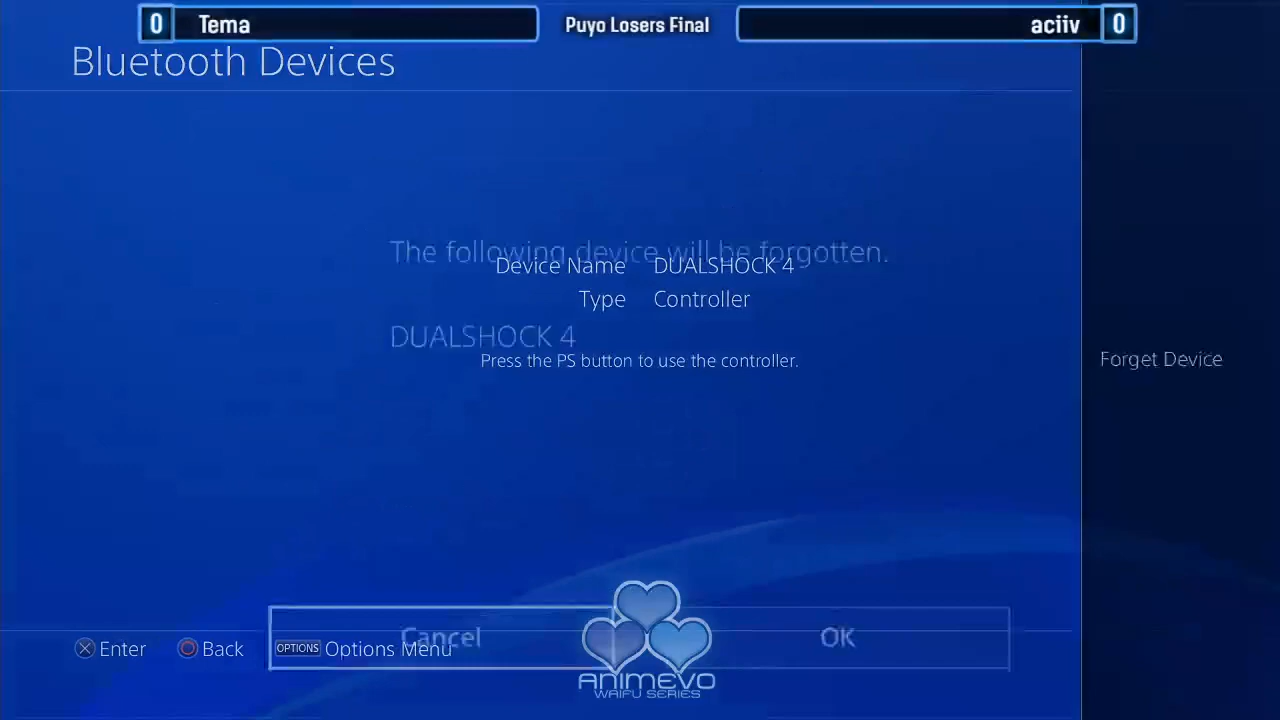 0 Tema Puyo Losers Final aciiv 0
Bluetooth Devices
The following device will be forgotten.
Device Name DUALSHOCK 4
Type Controller
DUALSHOCK 4
Press the PS button to use the controller.
Forget Device
Cancel OK
Enter Back OPTIONS Options Menu
ANIMEVO
WAIFU SERIES